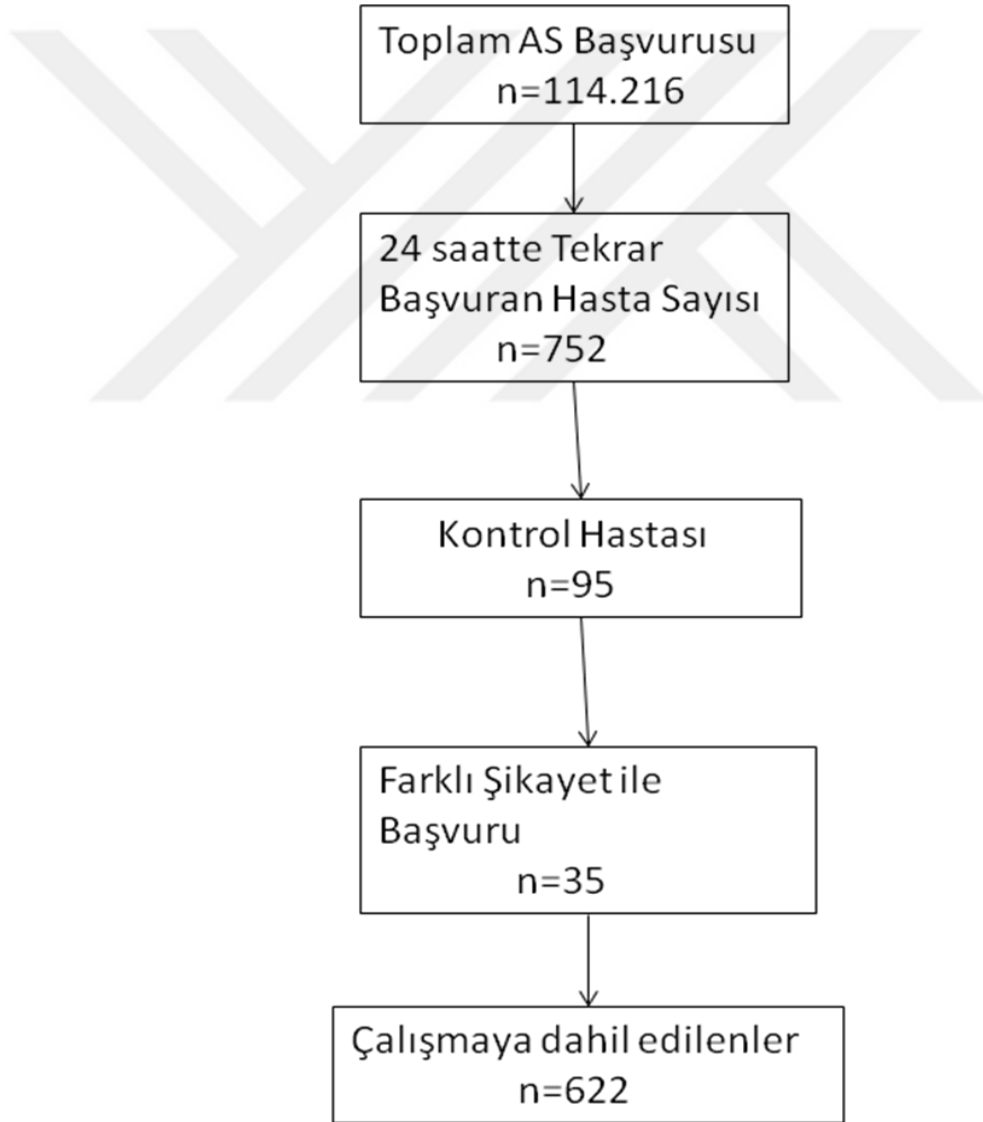 Toplam AS Başvurusu
n=114.216
24 saatte Tekrar
Başvuran Hasta Sayısı
n=752
Kontrol Hastası
n=95
Farklı Şikayet ile
Başvuru
n=35
Çalışmaya dahil edilenler
n=622